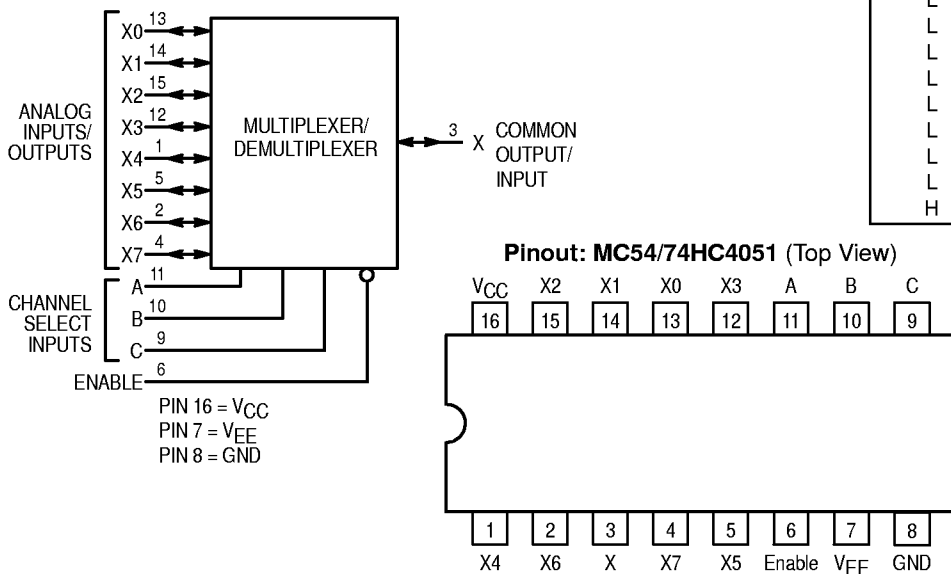 X0 13
X1 14
X2 15
X3 12
X4 1
X5 5
X6 2
X7 4
ANALOG
INPUTS/
OUTPUTS
MULTIPLEXER/
DEMULTIPLEXER
3 X COMMON
OUTPUT/
INPUT
A 11
B 10
C 9
CHANNEL
SELECT
INPUTS
ENABLE 6
PIN 16 = VCC
PIN 7 = VEE
PIN 8 = GND
L
L
L
L
L
L
L
H
Pinout: MC54/74HC4051 (Top View)
VCC X2 X1 X0 X3 A B C
16 15 14 13 12 11 10 9
1 2 3 4 5 6 7 8
X4 X6 X X7 X5 Enable VEE GND